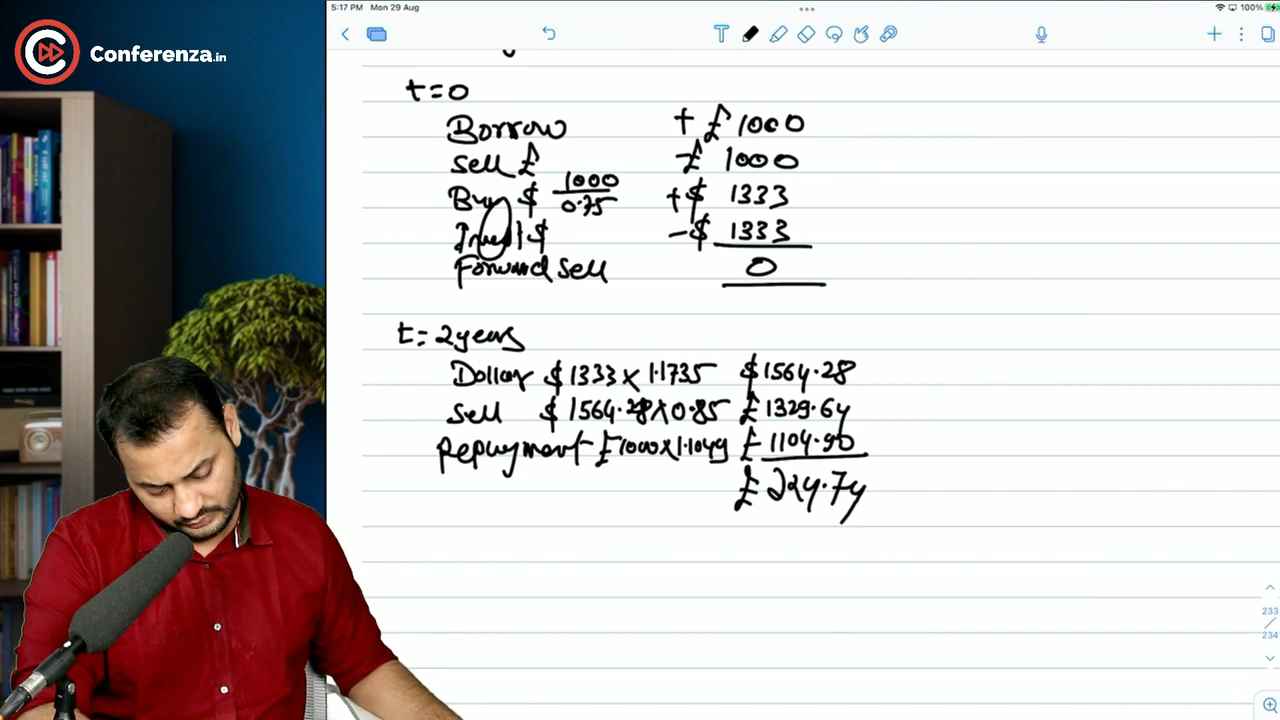 5:17 PM Mon 29 Aug
100%
Conferenza.in
t=0
Borrow + £ 1000
Sell £ -£ 1000
Buy $ 1000/0.75 +$ 1333
Invest $ -$ 1333
Forward Sell 0
t= 2 years
Dollar $ 1333 x 1.1735 $ 1564.28
Sell $ 1564.28 x 0.85 £ 1329.64
Repayment £ 1000 x 1.1049 £ 1104.90
£ 224.74
233
234